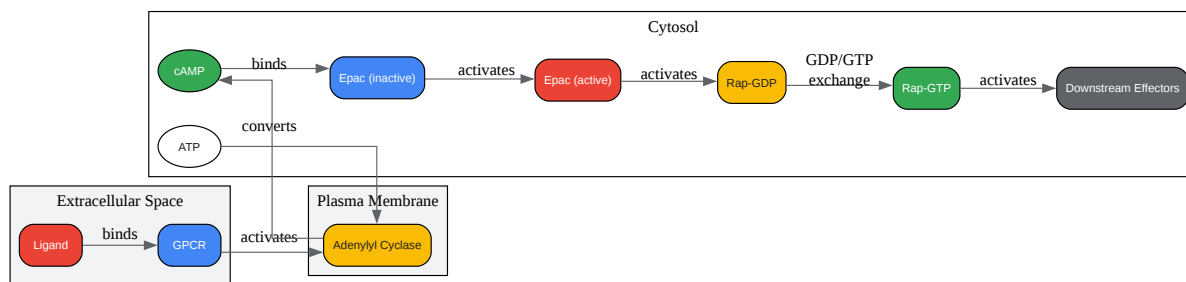 Cytosol
cAMP
binds
Epac (inactive)
activates
Epac (active)
activates
Rap-GDP
GDP/GTP
exchange
Rap-GTP
activates
Downstream Effectors
converts
ATP
Extracellular Space
Plasma Membrane
Ligand
binds
GPCR
activates
Adenylyl Cyclase